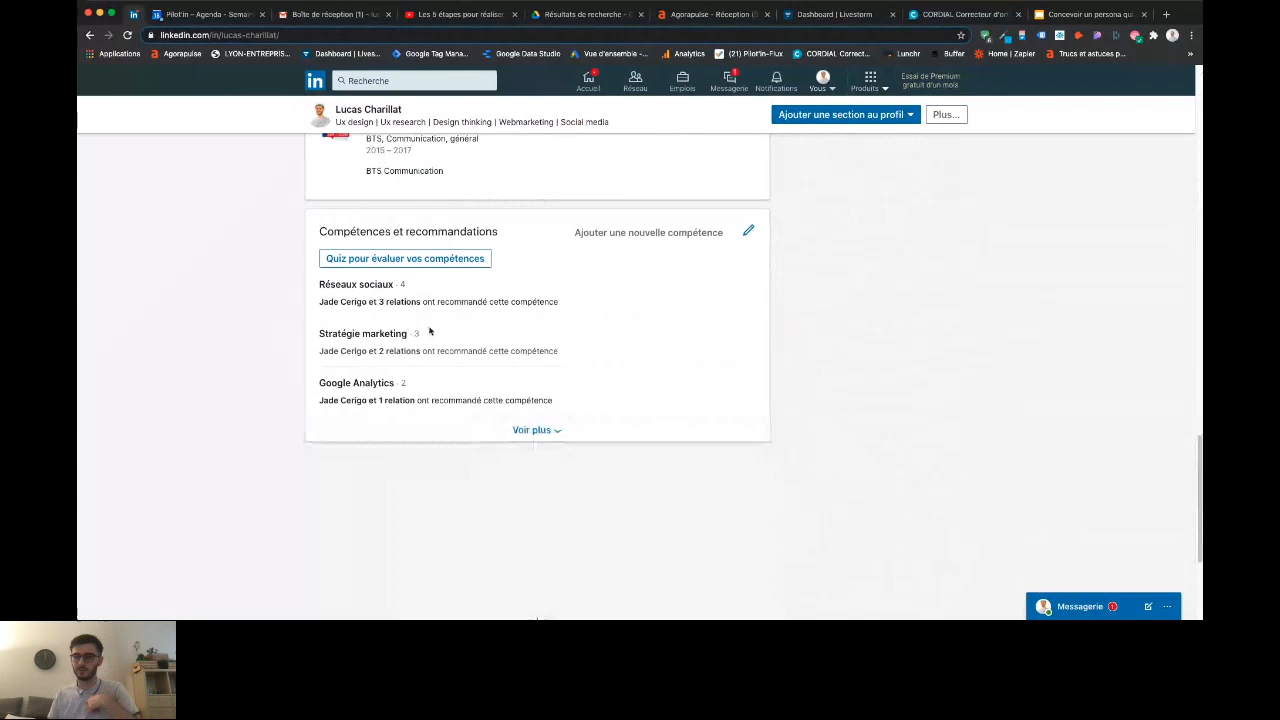 Pilot'in – Agenda - Semain
Boîte de réception (1) – luc
Les 5 étapes pour réaliser
Résultats de recherche – G
Agorapulse - Réception (
Dashboard | Livestorm
CORDIAL Correcteur d'or
Concevoir un persona qui
linkedin.com/in/lucas-charillat/
Applications
Agorapulse
LYON-ENTREPRIS...
Dashboard | Lives...
Google Tag Mana...
Google Data Studio
Vue d'ensemble -...
Analytics
(21) Pilot'in-Flux
CORDIAL Correct...
Lunchr
Buffer
Home | Zapier
Trucs et astuces p...
in
Recherche
Accueil
Réseau
Emplois
Messagerie
Notifications
Vous
Produits
Essai de Premium
gratuit d'un mois
Lucas Charillat
Ux design | Ux research | Design thinking | Webmarketing | Social media
Ajouter une section au profil
Plus...
BTS, Communication, général
2015 – 2017
BTS Communication
Compétences et recommandations
Ajouter une nouvelle compétence
Quiz pour évaluer vos compétences
Réseaux sociaux · 4
Jade Cerigo et 3 relations ont recommandé cette compétence
Stratégie marketing · 3
Jade Cerigo et 2 relations ont recommandé cette compétence
Google Analytics · 2
Jade Cerigo et 1 relation ont recommandé cette compétence
Voir plus
Messagerie 1